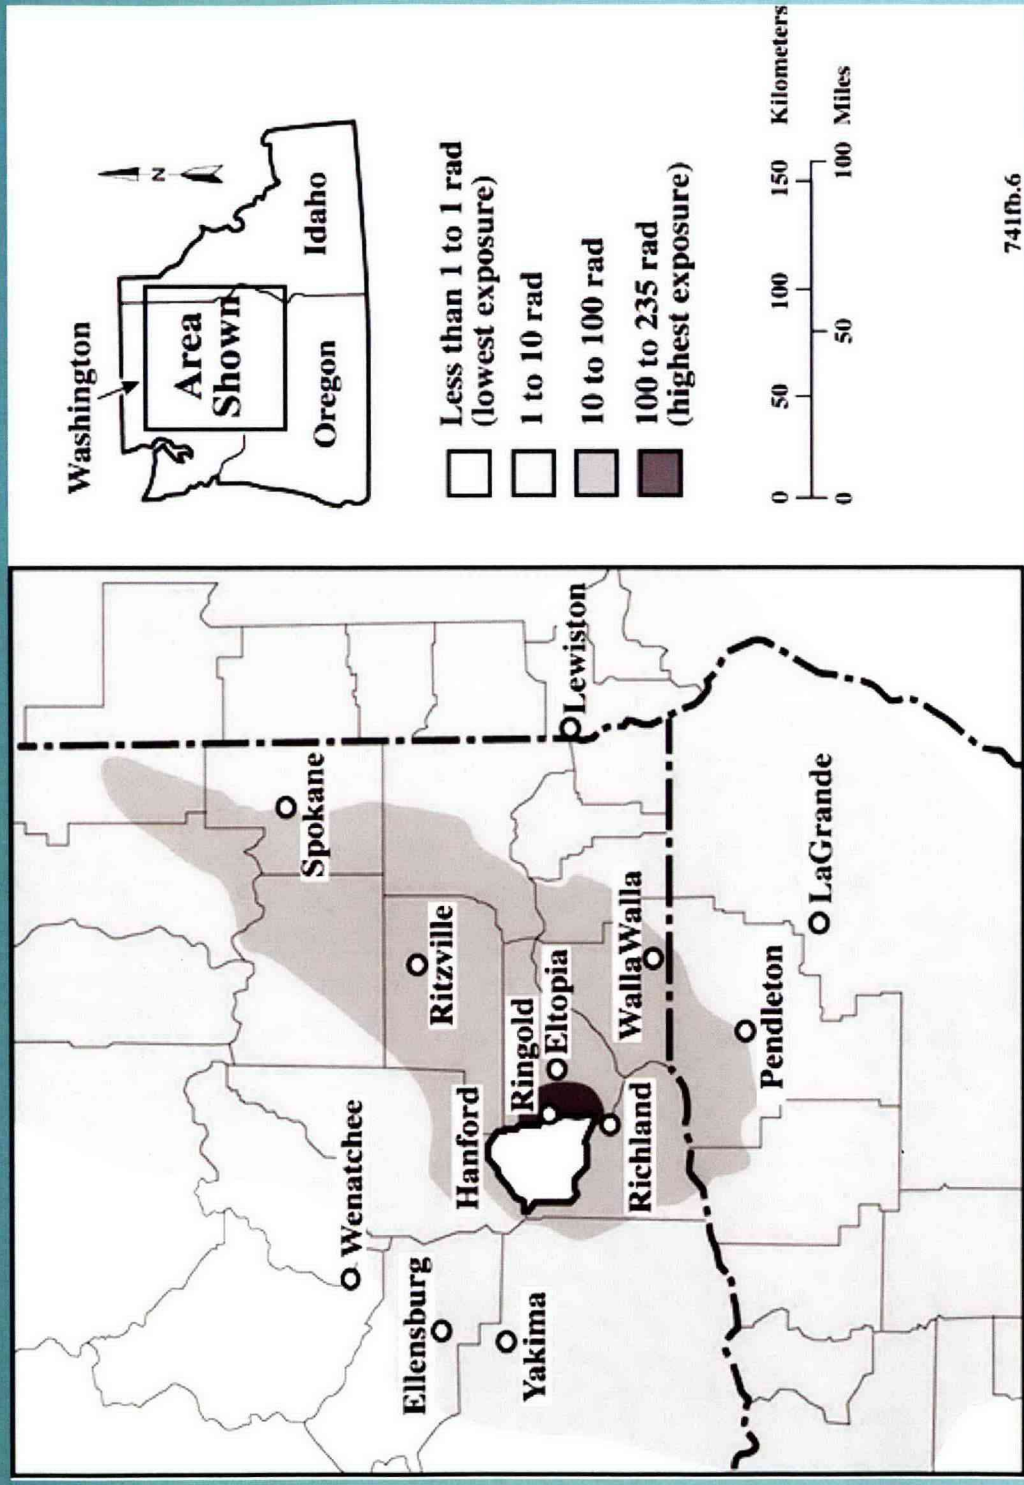 Wenatchee
Spokane
Ellensburg
Ritzville
Hanford
Yakima
Ringold
Eltopia
Lewiston
Richland
Walla Walla
Pendleton
LaGrande
Washington
Area
Shown
Oregon
Idaho
N
Less than 1 to 1 rad
(lowest exposure)
1 to 10 rad
10 to 100 rad
100 to 235 rad
(highest exposure)
0 50 100 150 Kilometers
0 50 100 Miles
741fb.6